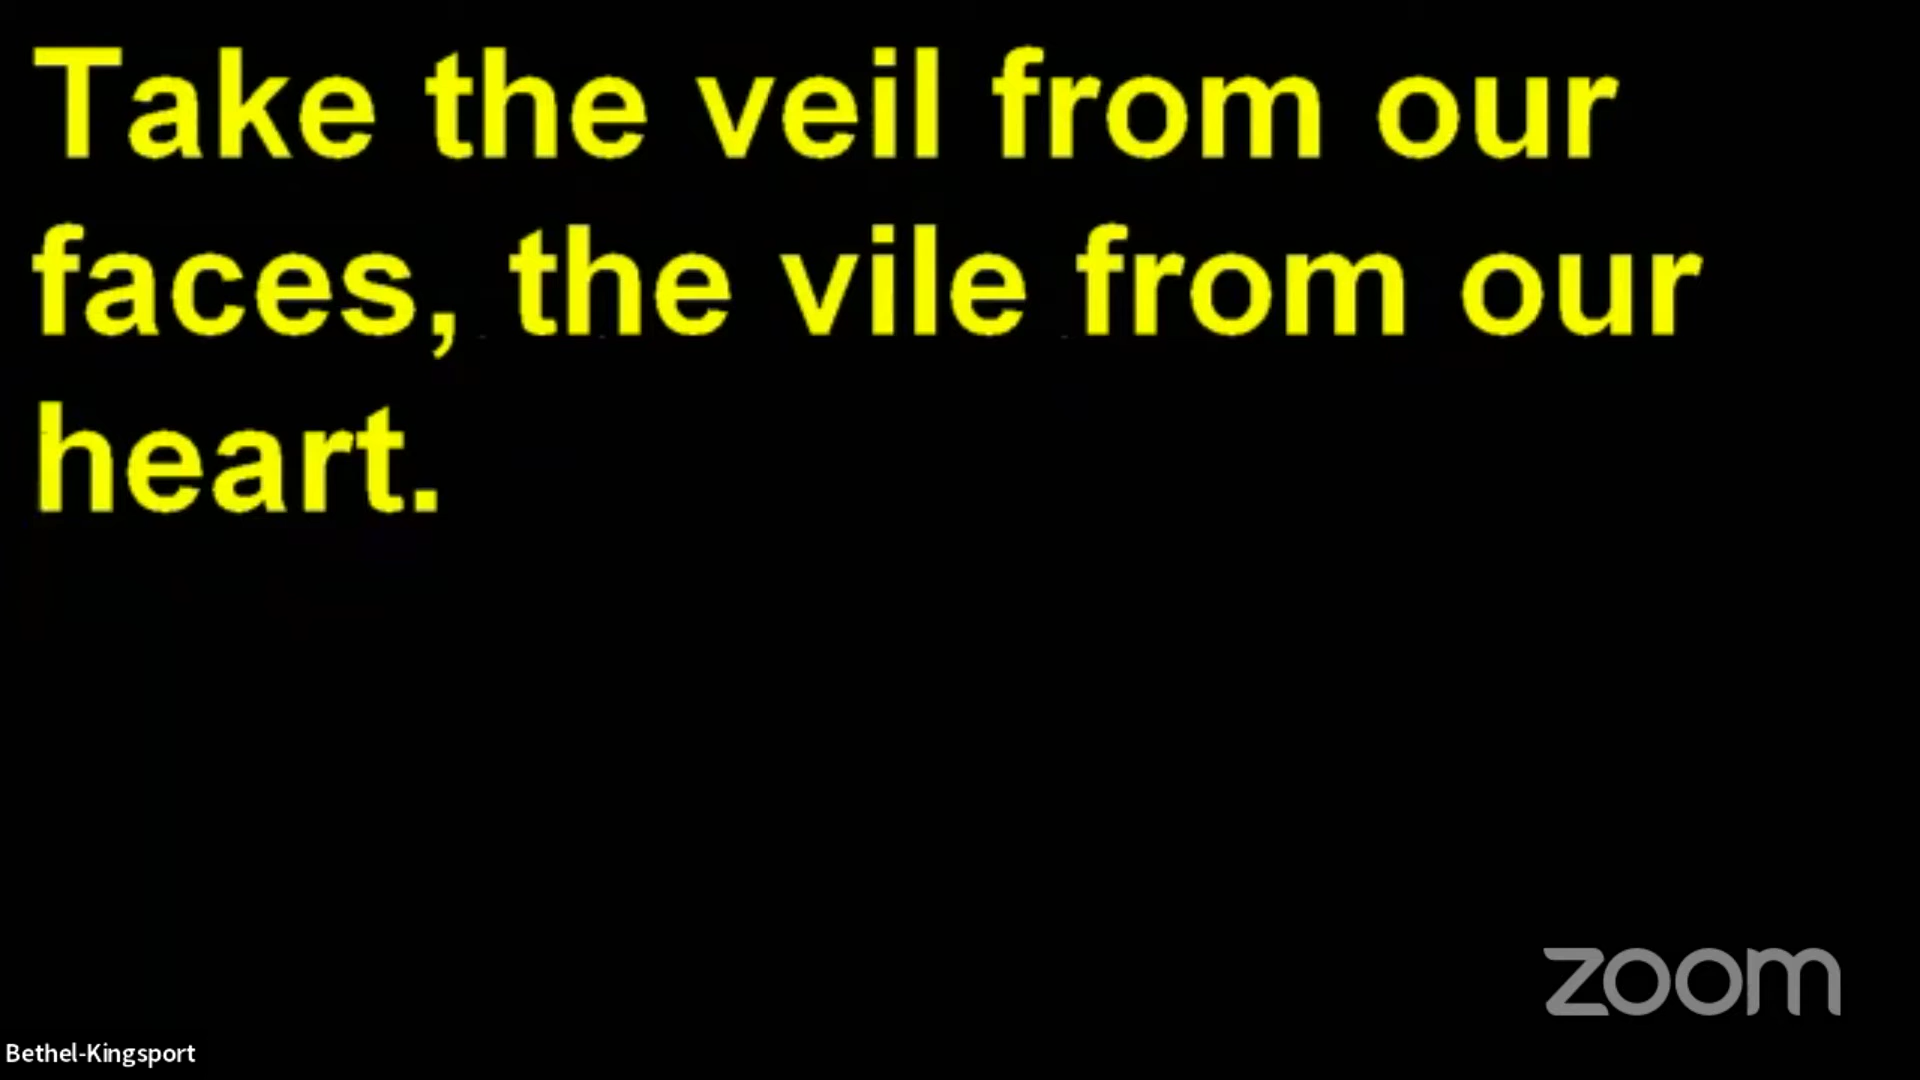 Take the veil from our
faces, the vile from our
heart.
zoom
Bethel-Kingsport